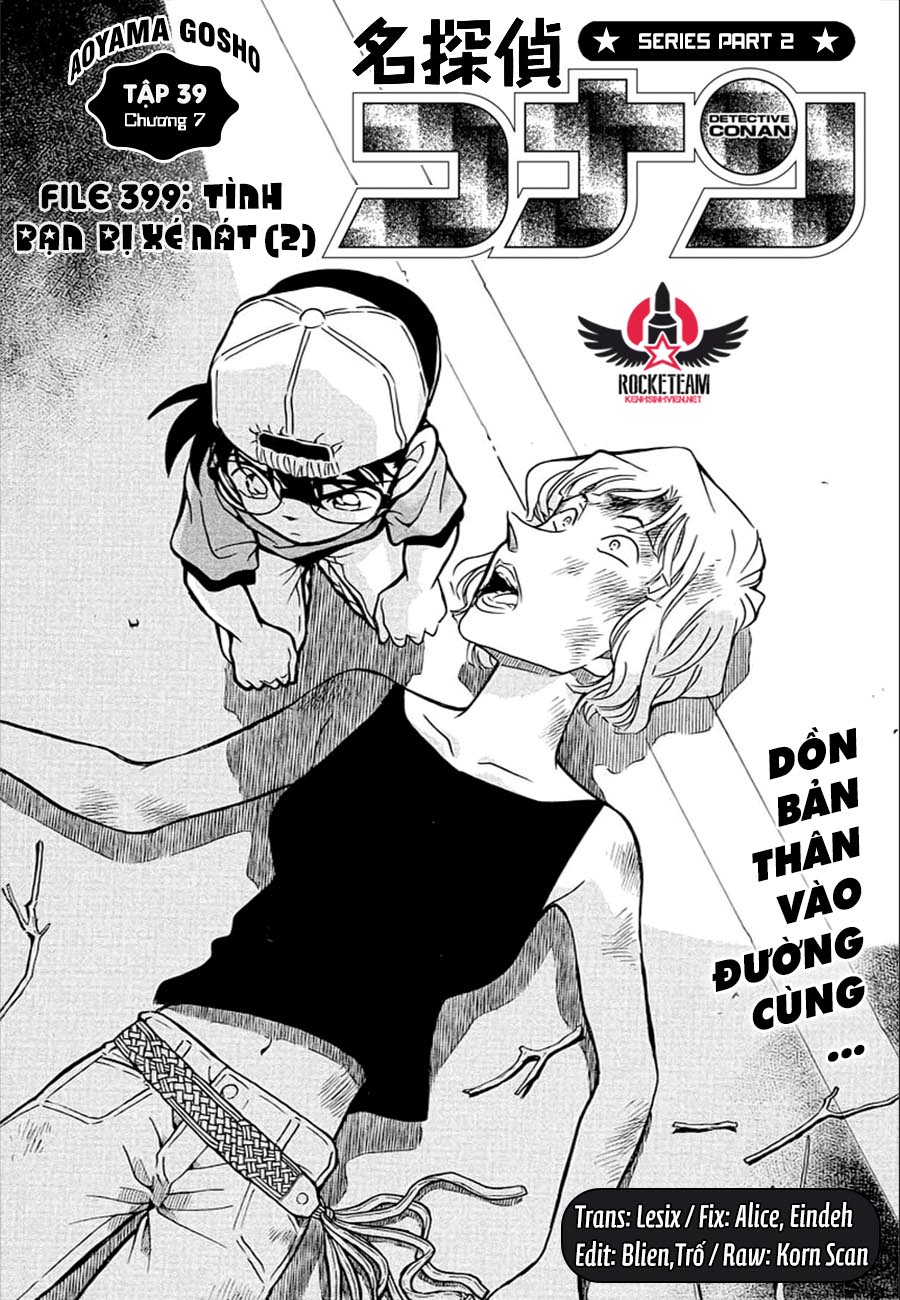 AOYAMA GOSHO
TẬP 39
Chương 7
FILE 399: TÌNH
BẠN BỊ XÉ NÁT (2)
名探偵
★ SERIES PART 2 ★
コナン
DETECTIVE
CONAN
ROCKETEAM
KENHSINHVIEN.NET
DỒN
BẢN
THÂN
VÀO
ĐƯỜNG
CÙNG
...
Trans: Lesix / Fix: Alice, Eindeh
Edit: Blien,Trố / Raw: Korn Scan